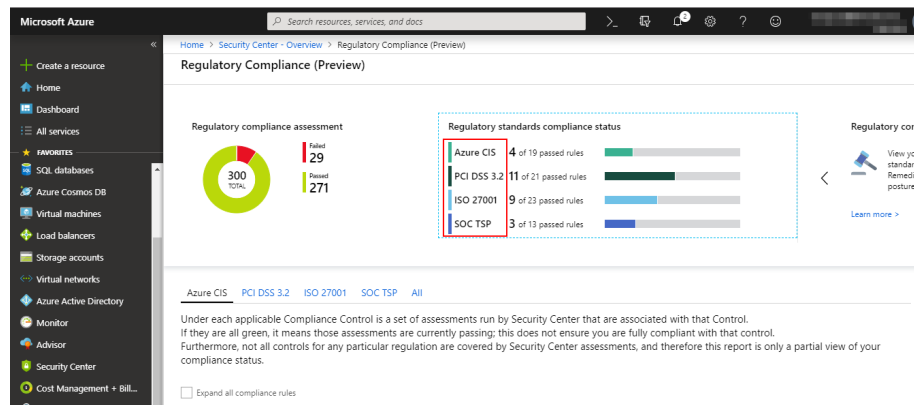 Microsoft Azure
Search resources, services, and docs
2
Home > Security Center - Overview > Regulatory Compliance (Preview)
Regulatory Compliance (Preview)
Create a resource
Home
Dashboard
All services
FAVORITES
SQL databases
Azure Cosmos DB
Virtual machines
Load balancers
Storage accounts
Virtual networks
Azure Active Directory
Monitor
Advisor
Security Center
Cost Management + Bill...
Regulatory compliance assessment
300
TOTAL
Failed
29
Passed
271
Regulatory standards compliance status
Azure CIS 4 of 19 passed rules
PCI DSS 3.2 11 of 21 passed rules
ISO 27001 9 of 23 passed rules
SOC TSP 3 of 13 passed rules
Regulatory con
View yo
standar
Remedi
posture
Learn more >
Azure CIS PCI DSS 3.2 ISO 27001 SOC TSP All
Under each applicable Compliance Control is a set of assessments run by Security Center that are associated with that Control.
If they are all green, it means those assessments are currently passing; this does not ensure you are fully compliant with that control.
Furthermore, not all controls for any particular regulation are covered by Security Center assessments, and therefore this report is only a partial view of your
compliance status.
Expand all compliance rules